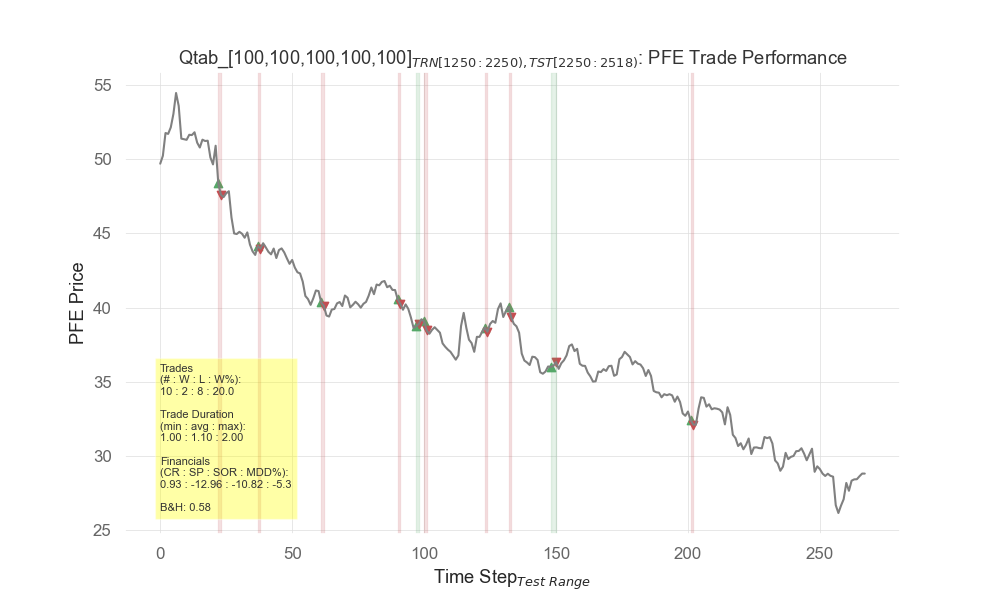 Qtab_[100,100,100,100,100]TRN[1250:2250),TST[2250:2518): PFE Trade Performance
55
50
45
40
35
30
25
PFE Price
Trades
(# : W : L : W%):
10 : 2 : 8 : 20.0
Trade Duration
(min : avg : max):
1.00 : 1.10 : 2.00
Financials
(CR : SP : SOR : MDD%):
0.93 : -12.96 : -10.82 : -5.3
B&H: 0.58
0 50 100 150 200 250
Time StepTest Range